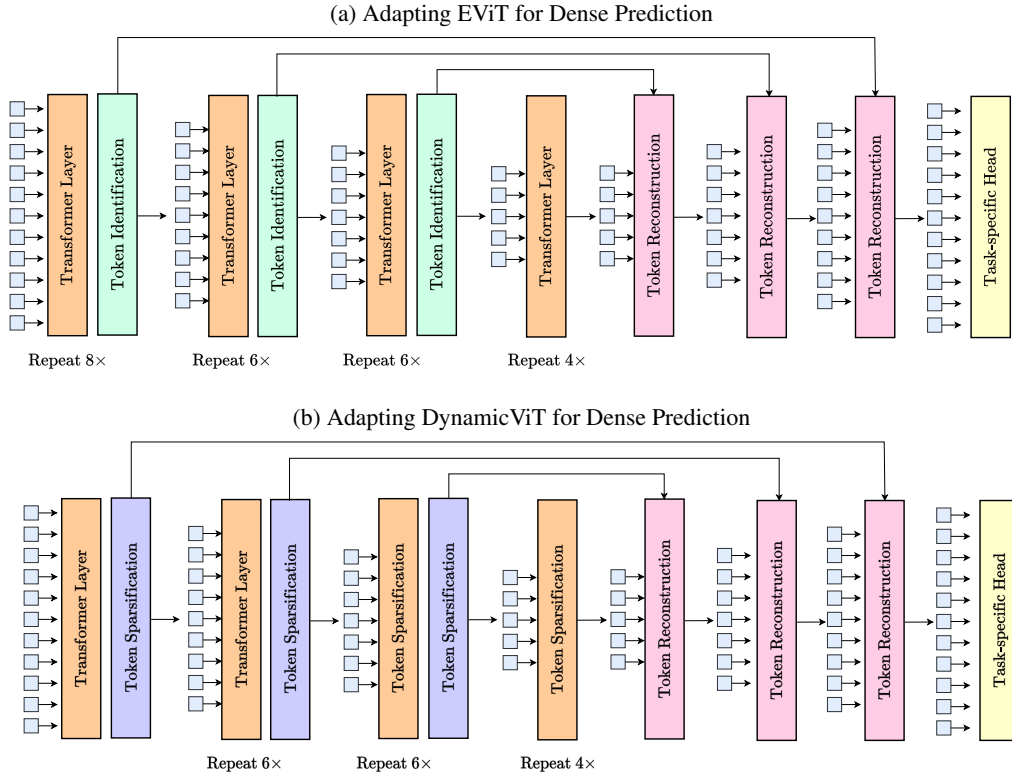 (a) Adapting EViT for Dense Prediction
Transformer Layer
Token Identification
Transformer Layer
Token Identification
Transformer Layer
Token Identification
Transformer Layer
Token Reconstruction
Token Reconstruction
Token Reconstruction
Task-specific Head
Repeat 8×
Repeat 6×
Repeat 6×
Repeat 4×
(b) Adapting DynamicViT for Dense Prediction
Transformer Layer
Token Sparsification
Transformer Layer
Token Sparsification
Token Sparsification
Token Sparsification
Token Sparsification
Token Reconstruction
Token Reconstruction
Token Reconstruction
Task-specific Head
Repeat 6×
Repeat 6×
Repeat 4×